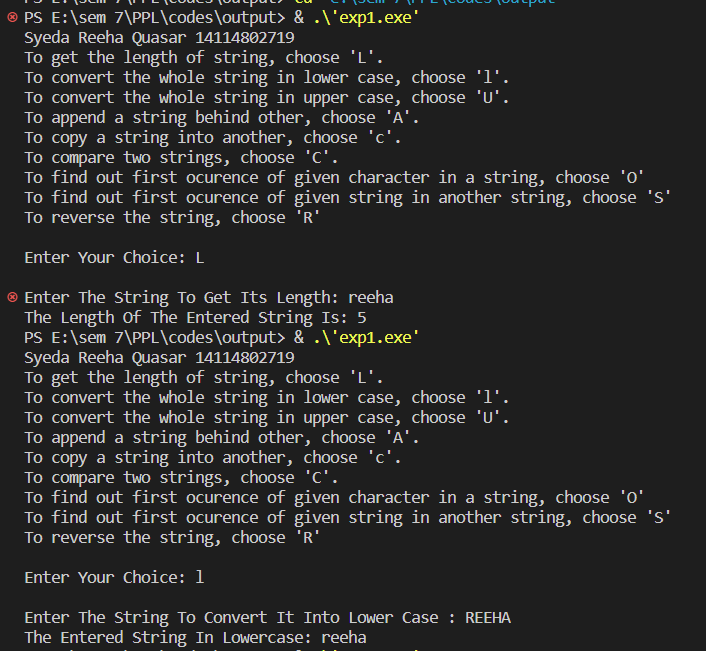 PS E:\sem 7\PPL\codes\output> & .\'exp1.exe'
Syeda Reeha Quasar 14114802719
To get the length of string, choose 'L'.
To convert the whole string in lower case, choose 'l'.
To convert the whole string in upper case, choose 'U'.
To append a string behind other, choose 'A'.
To copy a string into another, choose 'c'.
To compare two strings, choose 'C'.
To find out first ocurence of given character in a string, choose 'O'
To find out first ocurence of given string in another string, choose 'S'
To reverse the string, choose 'R'
Enter Your Choice: L
Enter The String To Get Its Length: reeha
The Length Of The Entered String Is: 5
PS E:\sem 7\PPL\codes\output> & .\'exp1.exe'
Syeda Reeha Quasar 14114802719
To get the length of string, choose 'L'.
To convert the whole string in lower case, choose 'l'.
To convert the whole string in upper case, choose 'U'.
To append a string behind other, choose 'A'.
To copy a string into another, choose 'c'.
To compare two strings, choose 'C'.
To find out first ocurence of given character in a string, choose 'O'
To find out first ocurence of given string in another string, choose 'S'
To reverse the string, choose 'R'
Enter Your Choice: l
Enter The String To Convert It Into Lower Case : REEHA
The Entered String In Lowercase: reeha